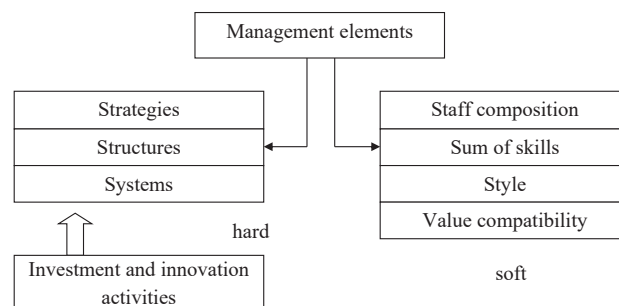 Management elements
Strategies
Structures
Systems
Staff composition
Sum of skills
Style
Value compatibility
hard
soft
Investment and innovation
activities